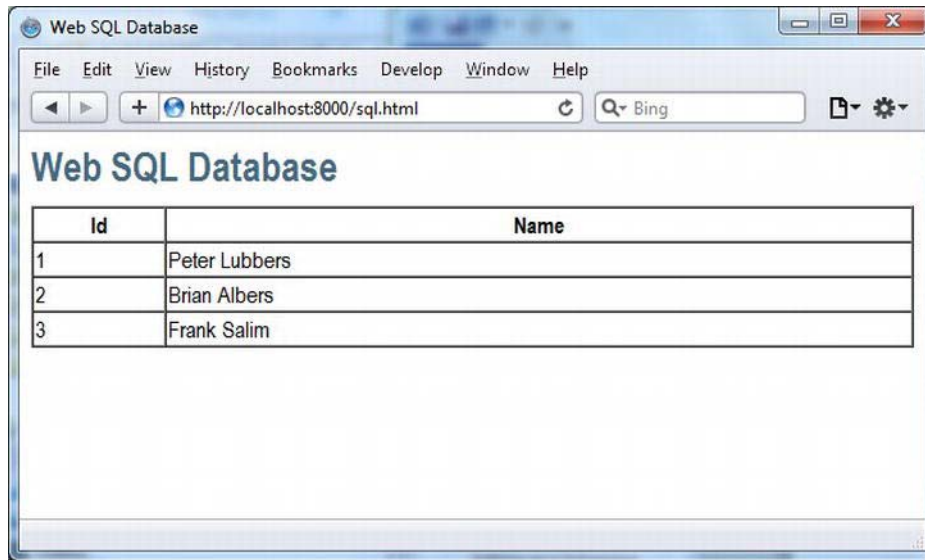 Web SQL Database
File Edit View History Bookmarks Develop Window Help
http://localhost:8000/sql.html Bing
Web SQL Database
Id Name
1 Peter Lubbers
2 Brian Albers
3 Frank Salim